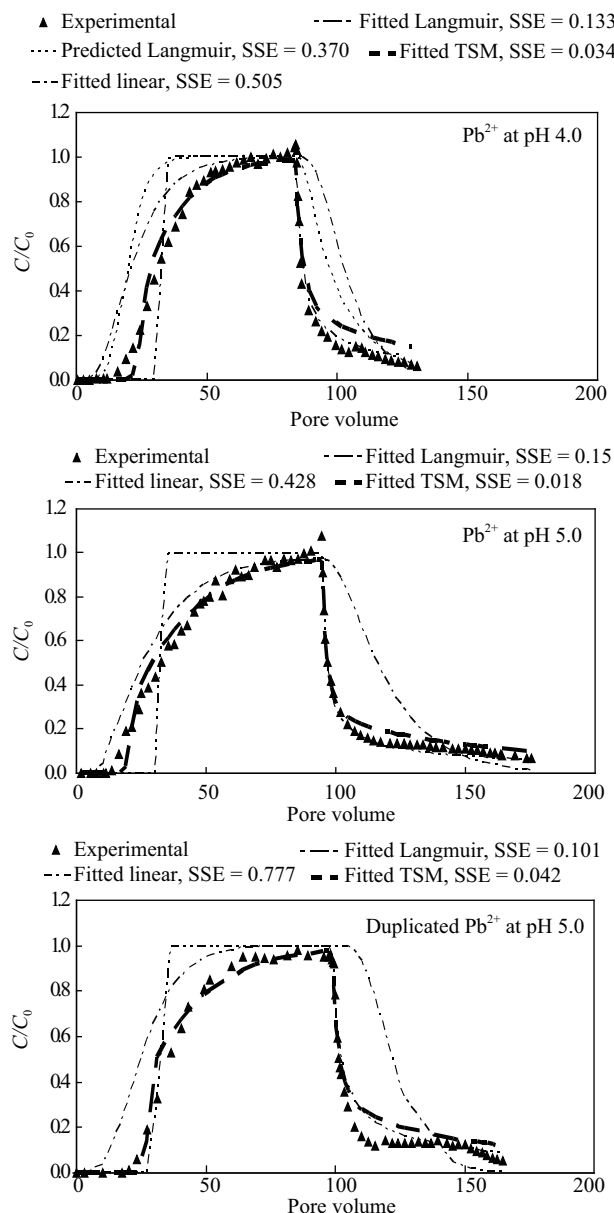 Experimental Fitted Langmuir, SSE = 0.133
Predicted Langmuir, SSE = 0.370 Fitted TSM, SSE = 0.034
Fitted linear, SSE = 0.505
1.2
1.0
0.8
0.6
0.4
0.2
0.0
C/C₀
Pb²⁺ at pH 4.0
0 50 100 150 200
Pore volume
Experimental Fitted Langmuir, SSE = 0.15
Fitted linear, SSE = 0.428 Fitted TSM, SSE = 0.018
1.2
1.0
0.8
0.6
0.4
0.2
0.0
C/C₀
Pb²⁺ at pH 5.0
0 50 100 150 200
Pore volume
Experimental Fitted Langmuir, SSE = 0.101
Fitted linear, SSE = 0.777 Fitted TSM, SSE = 0.042
1.2
1.0
0.8
0.6
0.4
0.2
0.0
C/C₀
Duplicated Pb²⁺ at pH 5.0
0 50 100 150 200
Pore volume